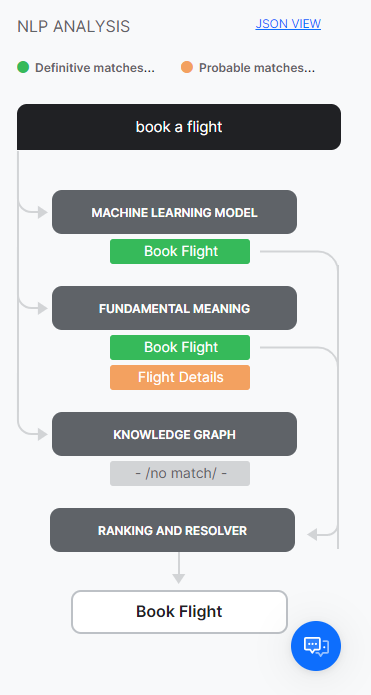 NLP ANALYSIS
JSON VIEW
Definitive matches...
Probable matches...
book a flight
MACHINE LEARNING MODEL
Book Flight
FUNDAMENTAL MEANING
Book Flight
Flight Details
KNOWLEDGE GRAPH
- /no match/ -
RANKING AND RESOLVER
Book Flight